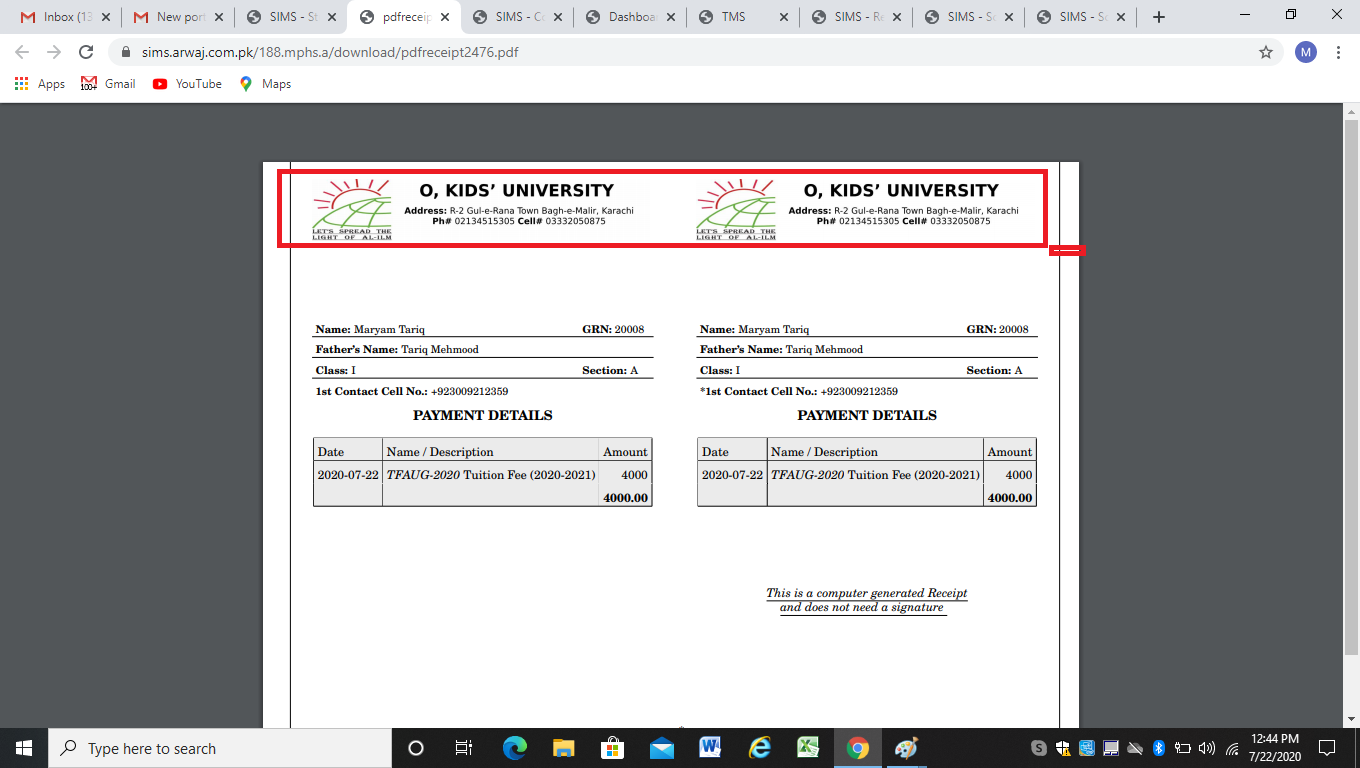 Inbox (13
New port
SIMS - St
pdfreceip
SIMS - Co
Dashboa
TMS
SIMS - Re
SIMS - Sc
SIMS - Sc
sims.arwaj.com.pk/188.mphs.a/download/pdfreceipt2476.pdf
M
Apps
100+
Gmail
YouTube
Maps
LET'S SPREAD THE
LIGHT OF AL-ILM
O, KIDS' UNIVERSITY
Address: R-2 Gul-e-Rana Town Bagh-e-Malir, Karachi
Ph# 02134515305 Cell# 03332050875
LET'S SPREAD THE
LIGHT OF AL-ILM
O, KIDS' UNIVERSITY
Address: R-2 Gul-e-Rana Town Bagh-e-Malir, Karachi
Ph# 02134515305 Cell# 03332050875
Name: Maryam Tariq GRN: 20008
Father's Name: Tariq Mehmood
Class: I Section: A
1st Contact Cell No.: +923009212359
PAYMENT DETAILS
Date Name / Description Amount
2020-07-22 TFAUG-2020 Tuition Fee (2020-2021) 4000
4000.00
Name: Maryam Tariq GRN: 20008
Father's Name: Tariq Mehmood
Class: I Section: A
*1st Contact Cell No.: +923009212359
PAYMENT DETAILS
Date Name / Description Amount
2020-07-22 TFAUG-2020 Tuition Fee (2020-2021) 4000
4000.00
This is a computer generated Receipt
and does not need a signature
Type here to search
12:44 PM
7/22/2020